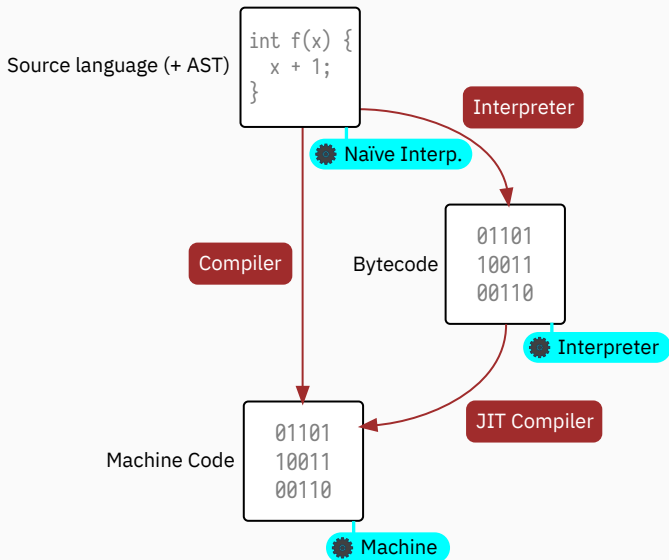 int f(x) {
Source language (+ AST)
x + 1;
}
Interpreter
Naïve Interp.
01101
Compiler
Bytecode
10011
00110
Interpreter
JIT Compiler
01101
Machine Code
10011
00110
Machine